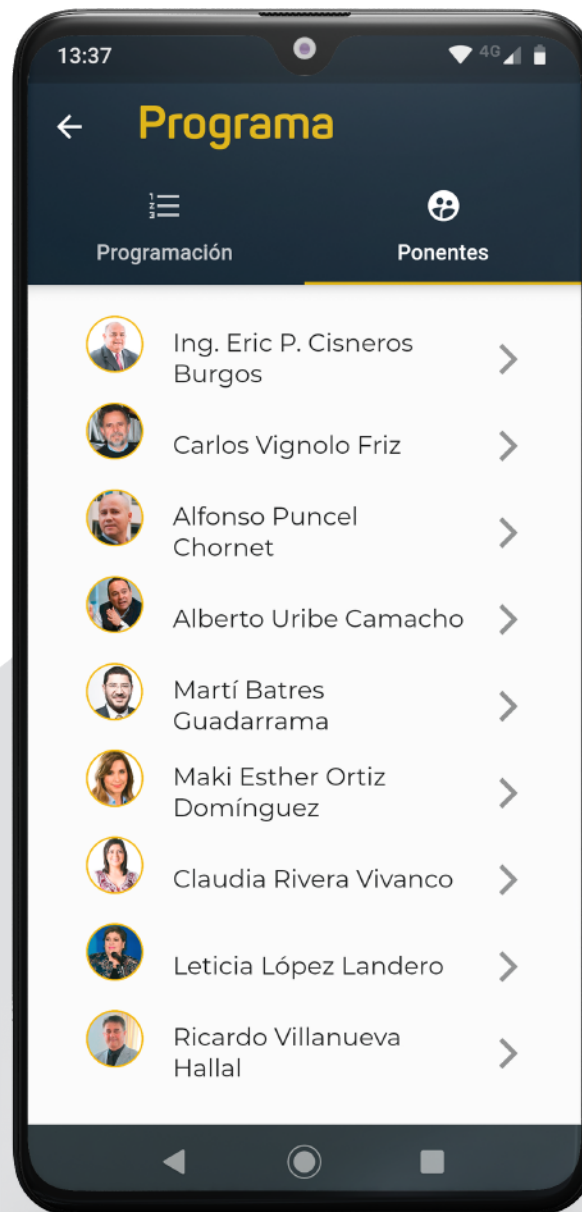 13:37
4G
Programa
Programación
Ponentes
Ing. Eric P. Cisneros
Burgos
Carlos Vignolo Friz
Alfonso Puncel
Chornet
Alberto Uribe Camacho
Martí Batres
Guadarrama
Maki Esther Ortiz
Domínguez
Claudia Rivera Vivanco
Leticia López Landero
Ricardo Villanueva
Hallal